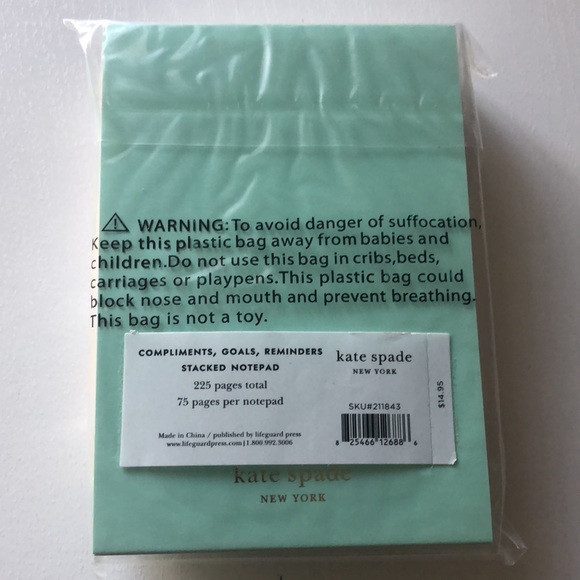 WARNING: To avoid danger of suffocation,
Keep this plastic bag away from babies and
children.Do not use this bag in cribs,beds,
carriages or playpens.This plastic bag could
block nose and mouth and prevent breathing.
This bag is not a toy.
COMPLIMENTS, GOALS, REMINDERS
STACKED NOTEPAD
225 pages total
75 pages per notepad
Made in China / published by lifeguard press
www.lifeguardpress.com | 1.800.992.3006
kate spade
NEW YORK
SKU#211843
8 25466 12688 6
$14.95
kate spade
NEW YORK